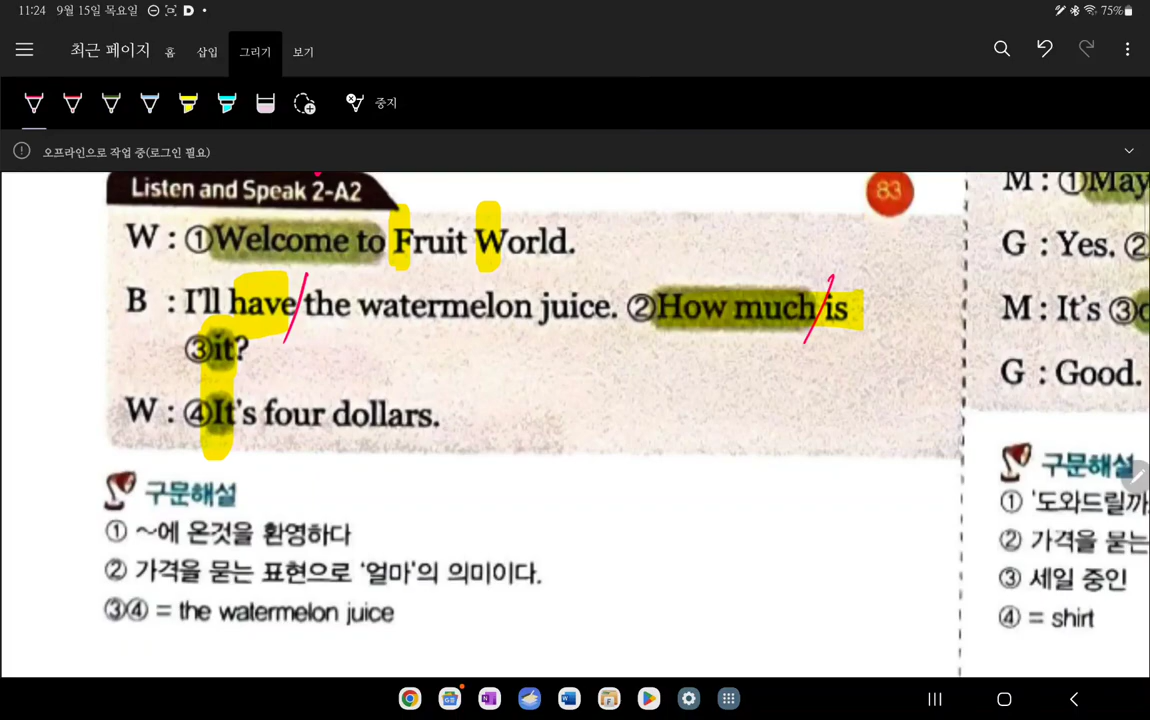 11:24 9월 15일 목요일 D 75%
최근 페이지 홈 삽입 그리기 보기
중지
오프라인으로 작업 중(로그인 필요)
Listen and Speak 2-A2
83
W : ①Welcome to Fruit World.
B : I'll have the watermelon juice. ②How much is
③it?
W : ④It's four dollars.
구문해설
① ~에 온것을 환영하다
② 가격을 묻는 표현으로 '얼마'의 의미이다.
③④ = the watermelon juice
M : ①May
G : Yes. ②
M : It's ③
G : Good.
구문해설
① '도와드릴까
② 가격을 묻는
③ 세일 중인
④ = shirt